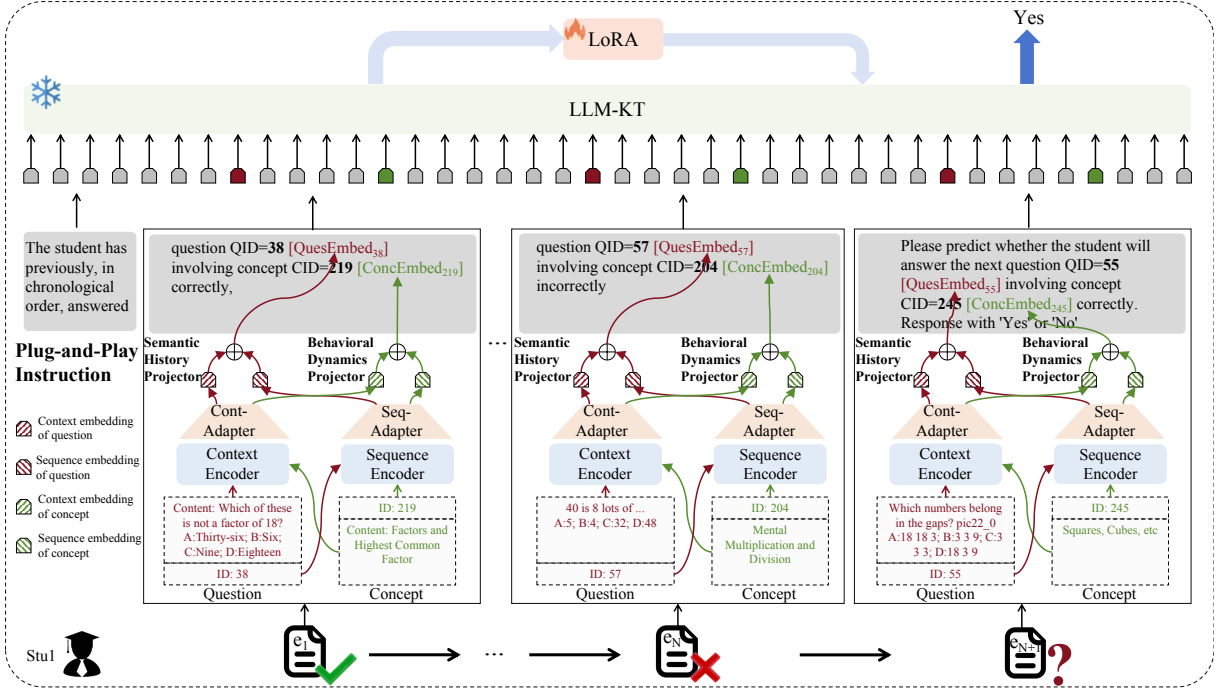 Yes
LoRA
LLM-KT
The student has
previously, in
chronological
order, answered
question QID=38 [QuesEmbed38]
involving concept CID=219 [ConcEmbed219]
correctly,
question QID=57 [QuesEmbed57]
involving concept CID=204 [ConcEmbed204]
incorrectly
Please predict whether the student will
answer the next question QID=55
[QuesEmbed55] involving concept
CID=245 [ConcEmbed245] correctly.
Response with 'Yes' or 'No'
Plug-and-Play
Instruction
Context embedding
of question
Sequence embedding
of question
Context embedding
of concept
Sequence embedding
of concept
Semantic
History
Projector
Behavioral
Dynamics
Projector
Cont-
Adapter
Seq-
Adapter
Context
Encoder
Sequence
Encoder
Content: Which of these
is not a factor of 18?
A:Thirty-six; B:Six;
C:Nine; D:Eighteen
ID: 38
Question
ID: 219
Content: Factors and
Highest Common
Factor
Concept
...
Semantic
History
Projector
Behavioral
Dynamics
Projector
Cont-
Adapter
Seq-
Adapter
Context
Encoder
Sequence
Encoder
40 is 8 lots of ...
A:5; B:4; C:32; D:48
ID: 57
Question
ID: 204
Mental
Multiplication and
Division
Concept
Semantic
History
Projector
Behavioral
Dynamics
Projector
Cont-
Adapter
Seq-
Adapter
Context
Encoder
Sequence
Encoder
Which numbers belong
in the gaps? pic22_0
A:18 18 3; B:3 3 9; C:3
3 3; D:18 3 9
ID: 55
Question
ID: 245
Squares, Cubes, etc
Concept
Stu1
e1
...
eN
eN+1
?